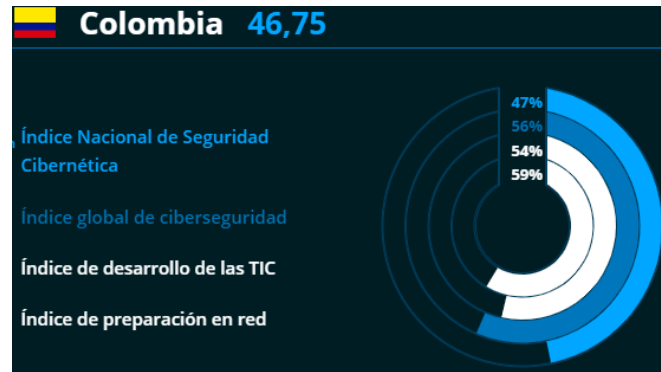 Colombia 46,75
47%
56%
54%
59%
Índice Nacional de Seguridad
Cibernética
Índice global de ciberseguridad
Índice de desarrollo de las TIC
Índice de preparación en red